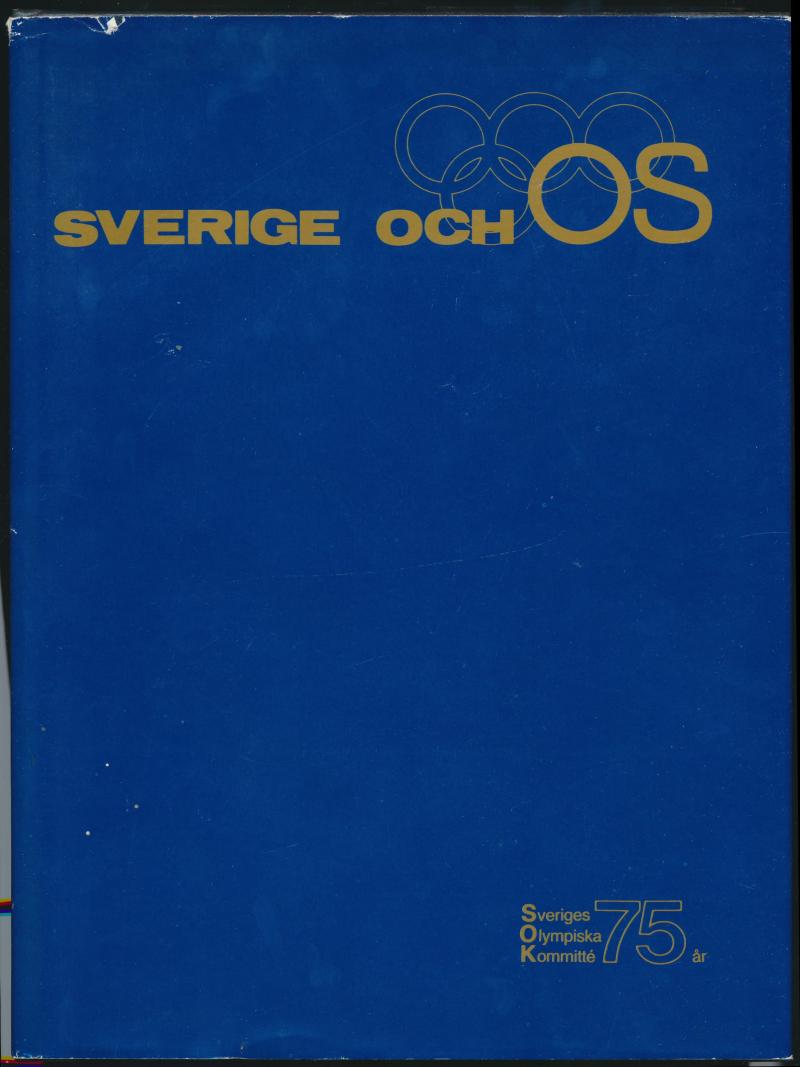 SVERIGE OCH OS
Sveriges
Olympiska
Kommitté
75 år